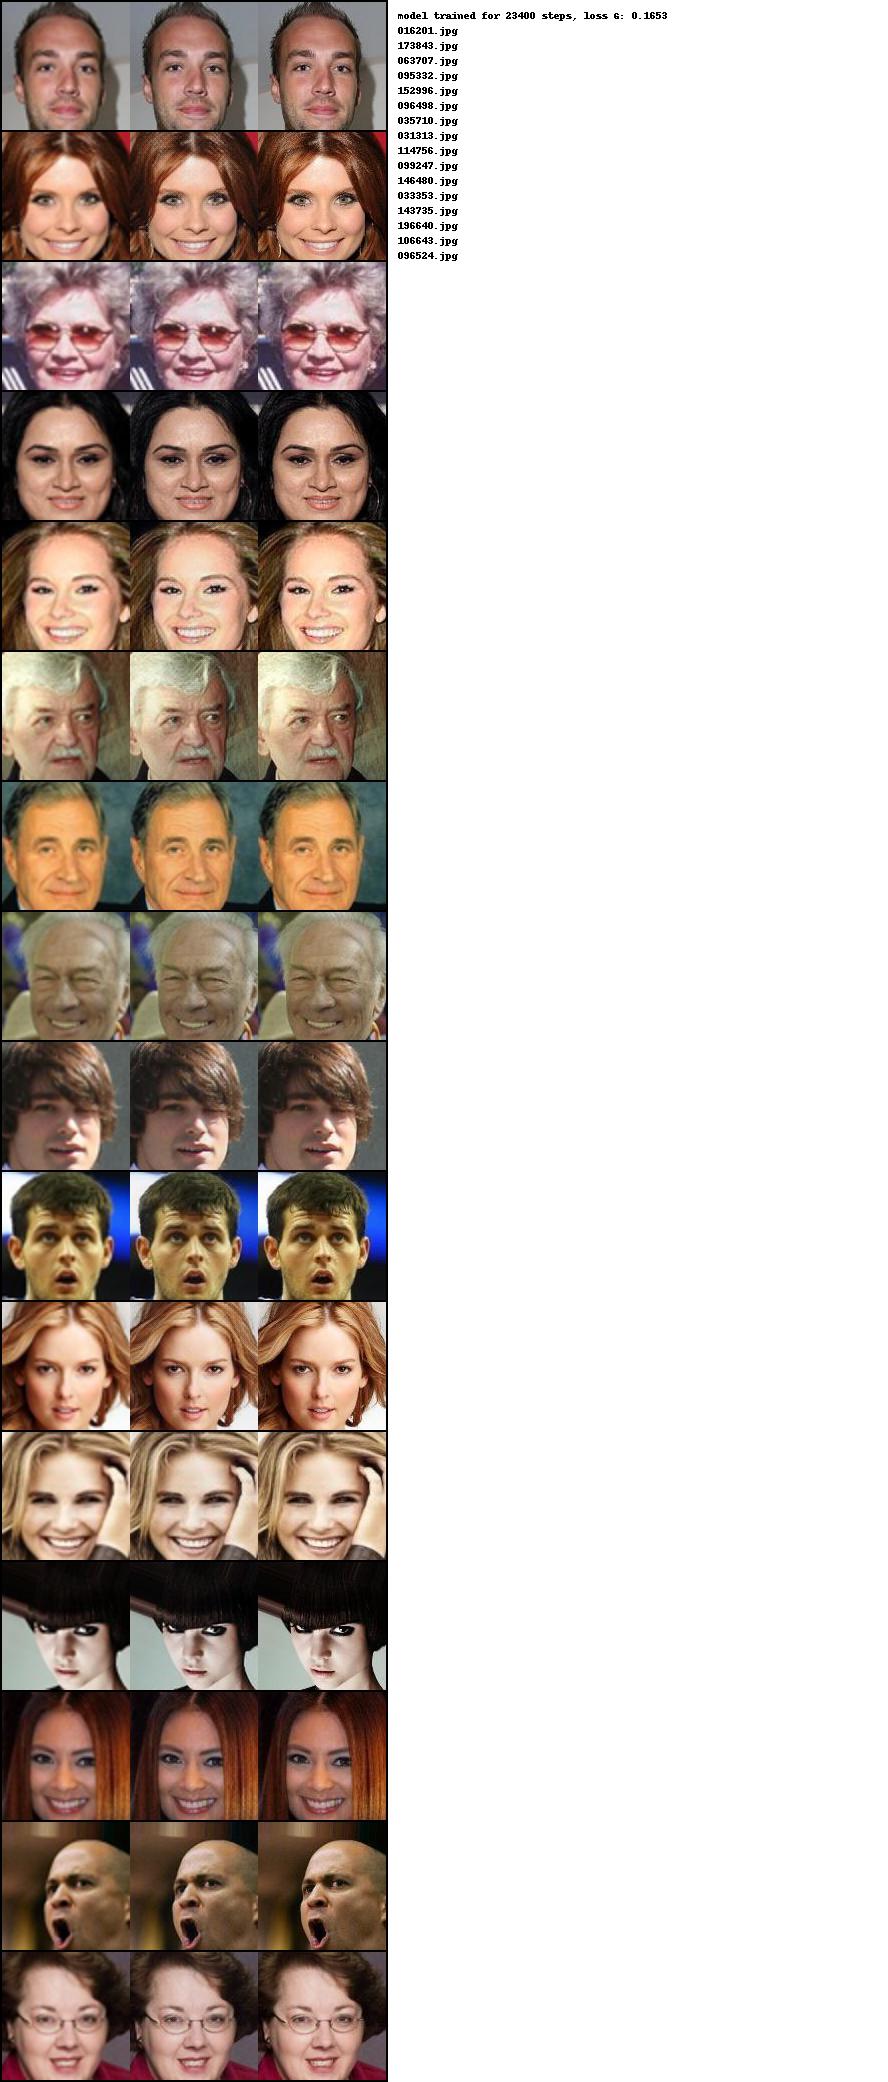 model trained for 23400 steps, loss G: 0.1653
016201.jpg
173843.jpg
063707.jpg
095332.jpg
152996.jpg
096498.jpg
035710.jpg
031313.jpg
114756.jpg
099247.jpg
146480.jpg
033353.jpg
143735.jpg
196640.jpg
106643.jpg
096524.jpg